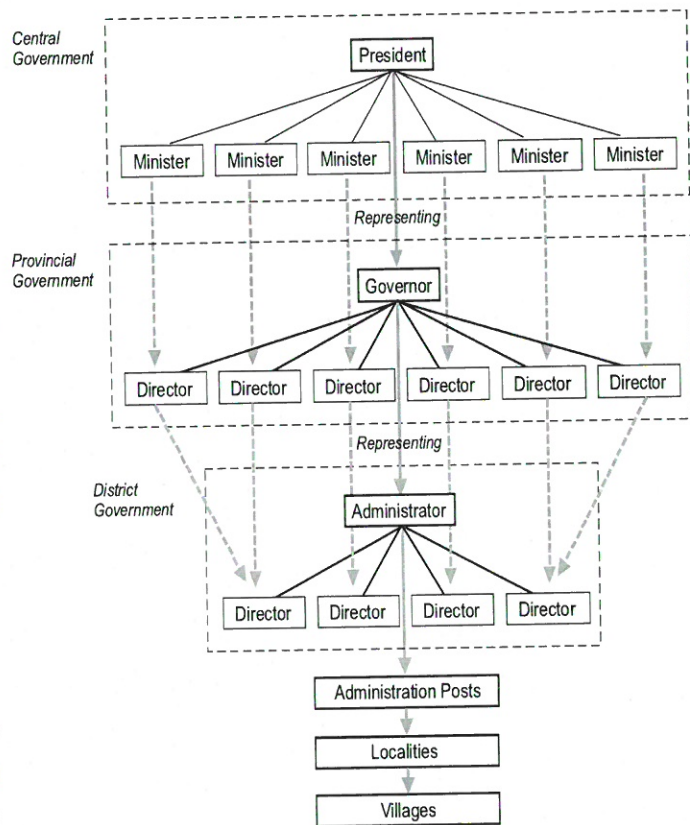 Central
Government
President
Minister Minister Minister Minister Minister Minister
Representing
Provincial
Government
Governor
Director Director Director Director Director Director
Representing
District
Government
Administrator
Director Director Director Director
Administration Posts
Localities
Villages